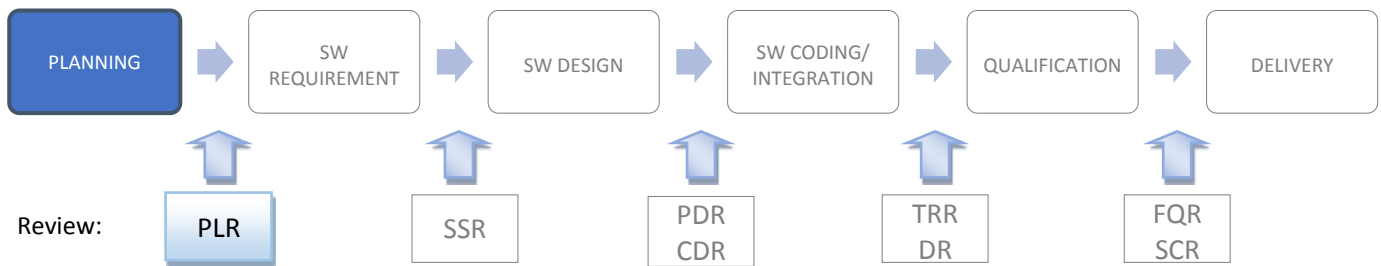 PLANNING
SW
REQUIREMENT
SW DESIGN
SW CODING/
INTEGRATION
QUALIFICATION
DELIVERY
Review:
PLR
SSR
PDR
CDR
TRR
DR
FQR
SCR